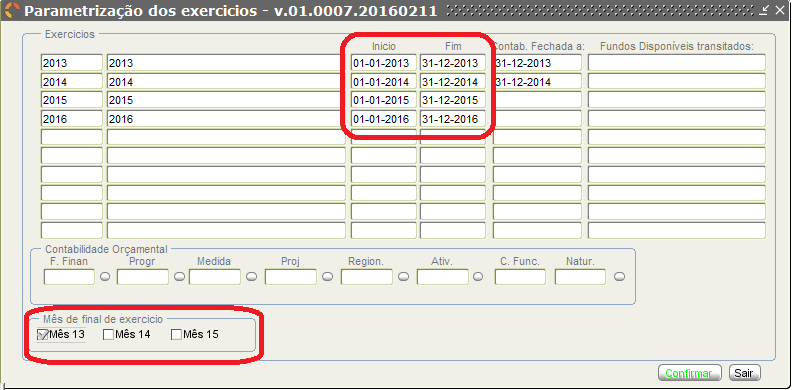 Parametrização dos exercicios - v.01.0007.20160211
Exercicios
Inicio Fim Contab. Fechada a: Fundos Disponíveis transitados:
2013 2013 01-01-2013 31-12-2013 31-12-2013
2014 2014 01-01-2014 31-12-2014 31-12-2014
2015 2015 01-01-2015 31-12-2015
2016 2016 01-01-2016 31-12-2016
Contabilidade Orçamental
F. Finan Progr Medida Proj Region. Ativ. C. Func. Natur.
Mês de final de exercicio
Mês 13 Mês 14 Mês 15
Confirmar Sair